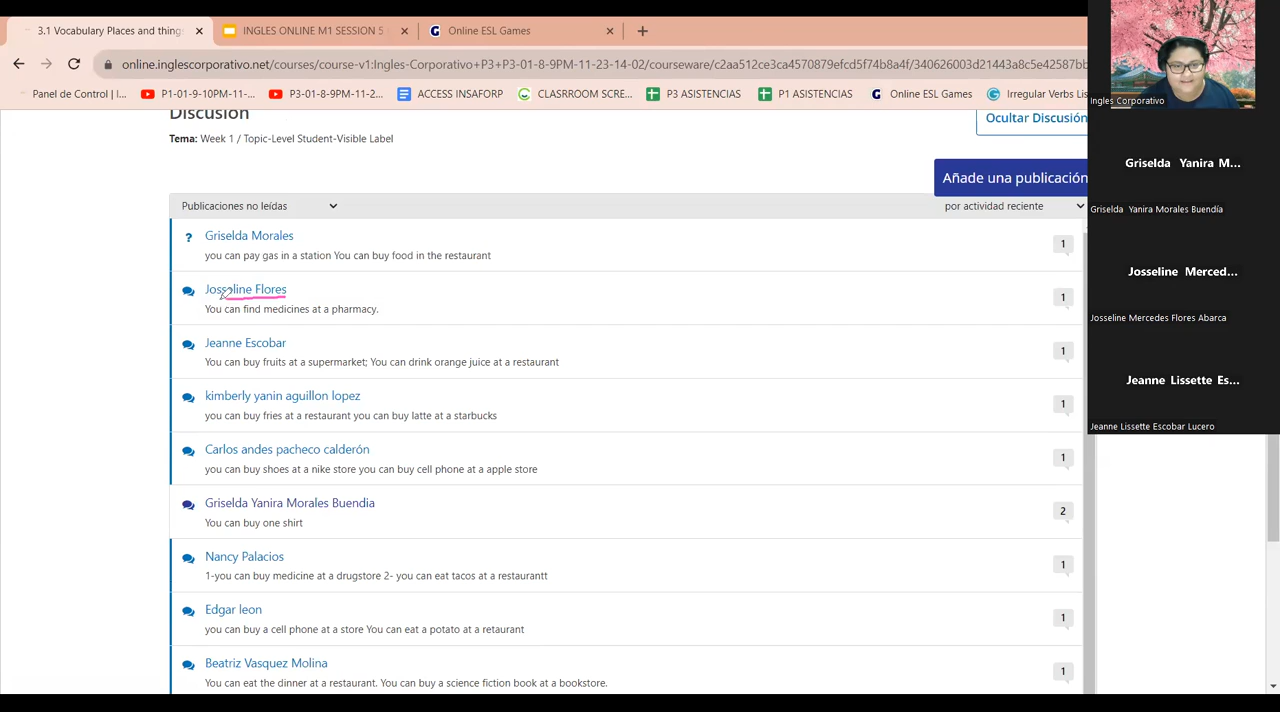 3.1 Vocabulary Places and things
INGLES ONLINE M1 SESSION 5
Online ESL Games
online.inglescorporativo.net/courses/course-v1:Ingles-Corporativo+P3+P3-01-8-9PM-11-23-14-02/courseware/c2aa512ce3ca4570879efcd5f74b8a4f/340626003d21443a8c5e42587bb
Panel de Control | I...
P1-01-9-10PM-11-...
P3-01-8-9PM-11-2...
ACCESS INSAFORP
CLASRROOM SCRE...
P3 ASISTENCIAS
P1 ASISTENCIAS
Online ESL Games
Irregular Verbs Lis
Discusión
Tema: Week 1 / Topic-Level Student-Visible Label
Ocultar Discusión
Añade una publicación
Publicaciones no leídas
por actividad reciente
? Griselda Morales
you can pay gas in a station You can buy food in the restaurant
1
Josseline Flores
You can find medicines at a pharmacy.
1
Jeanne Escobar
You can buy fruits at a supermarket; You can drink orange juice at a restaurant
1
kimberly yanin aguillon lopez
you can buy fries at a restaurant you can buy latte at a starbucks
1
Carlos andes pacheco calderón
you can buy shoes at a nike store you can buy cell phone at a apple store
1
Griselda Yanira Morales Buendia
You can buy one shirt
2
Nancy Palacios
1-you can buy medicine at a drugstore 2- you can eat tacos at a restaurantt
1
Edgar leon
you can buy a cell phone at a store You can eat a potato at a retaurant
1
Beatriz Vasquez Molina
You can eat the dinner at a restaurant. You can buy a science fiction book at a bookstore.
1
Ingles Corporativo
Griselda Yanira M...
Griselda Yanira Morales Buendía
Josseline Merced...
Josseline Mercedes Flores Abarca
Jeanne Lissette Es...
Jeanne Lissette Escobar Lucero